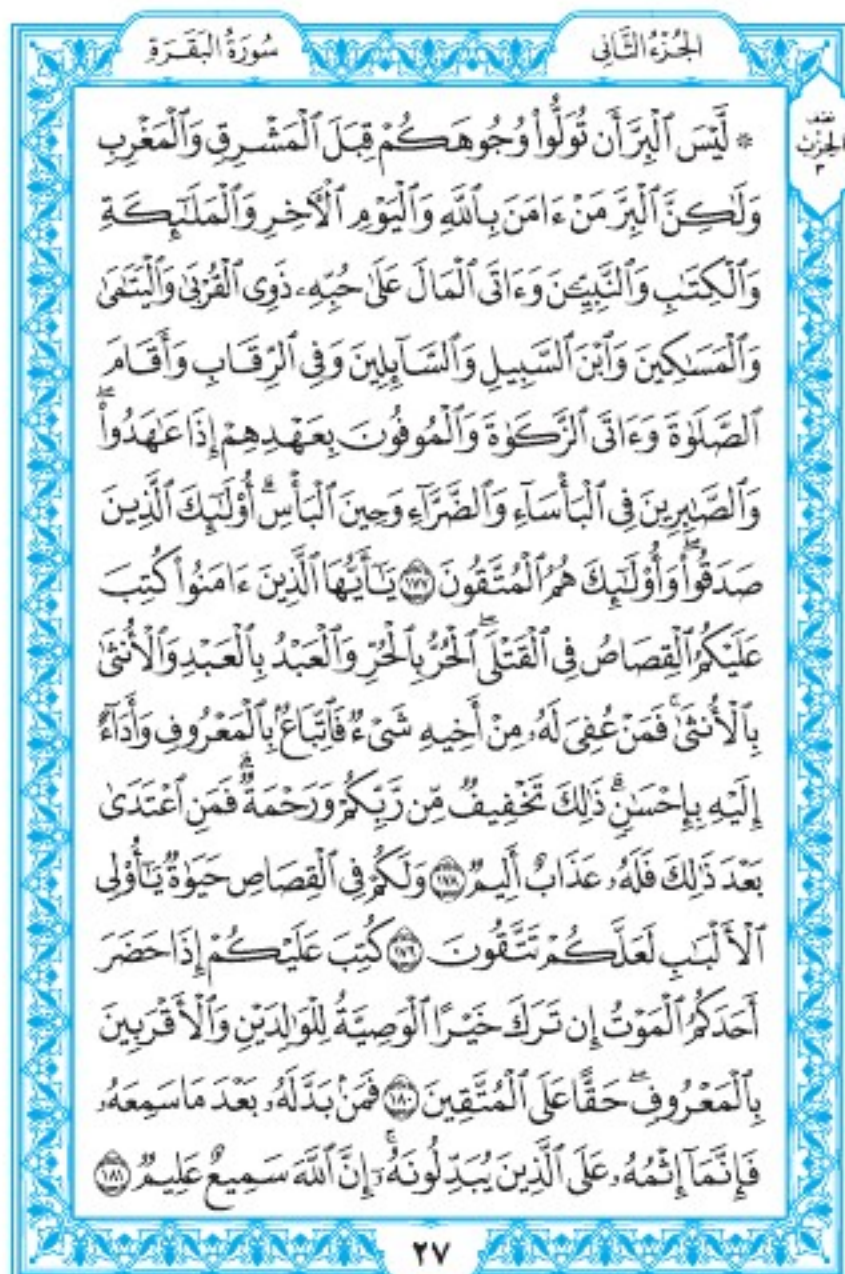 الجُزْءُ الثَّانِى
سُورَةُ البَقَرَةِ
نصف الحِزْب ٣
* لَّيْسَ ٱلْبِرَّ أَن تُوَلُّوا۟ وُجُوهَكُمْ قِبَلَ ٱلْمَشْرِقِ وَٱلْمَغْرِبِ
وَلَٰكِنَّ ٱلْبِرَّ مَنْ ءَامَنَ بِٱللَّهِ وَٱلْيَوْمِ ٱلْأَخِرِ وَٱلْمَلَٰٓئِكَةِ
وَٱلْكِتَٰبِ وَٱلنَّبِيِّـۧنَ وَءَاتَى ٱلْمَالَ عَلَىٰ حُبِّهِۦ ذَوِى ٱلْقُرْبَىٰ وَٱلْيَتَٰمَىٰ
وَٱلْمَسَٰكِينَ وَٱبْنَ ٱلسَّبِيلِ وَٱلسَّآئِلِينَ وَفِى ٱلرِّقَابِ وَأَقَامَ
ٱلصَّلَوٰةَ وَءَاتَى ٱلزَّكَوٰةَ وَٱلْمُوفُونَ بِعَهْدِهِمْ إِذَا عَٰهَدُوا۟ۖ
وَٱلصَّٰبِرِينَ فِى ٱلْبَأْسَآءِ وَٱلضَّرَّآءِ وَحِينَ ٱلْبَأْسِۗ أُو۟لَٰٓئِكَ ٱلَّذِينَ
صَدَقُوا۟ۖ وَأُو۟لَٰٓئِكَ هُمُ ٱلْمُتَّقُونَ ١٧٧ يَٰٓأَيُّهَا ٱلَّذِينَ ءَامَنُوا۟ كُتِبَ
عَلَيْكُمُ ٱلْقِصَاصُ فِى ٱلْقَتْلَىۖ ٱلْحُرُّ بِٱلْحُرِّ وَٱلْعَبْدُ بِٱلْعَبْدِ وَٱلْأُنثَىٰ
بِٱلْأُنثَىٰۚ فَمَنْ عُفِىَ لَهُۥ مِنْ أَخِيهِ شَىْءٌ فَٱتِّبَاعٌۢ بِٱلْمَعْرُوفِ وَأَدَآءٌ
إِلَيْهِ بِإِحْسَٰنٍۗ ذَٰلِكَ تَخْفِيفٌ مِّن رَّبِّكُمْ وَرَحْمَةٌۗ فَمَنِ ٱعْتَدَىٰ
بَعْدَ ذَٰلِكَ فَلَهُۥ عَذَابٌ أَلِيمٌ ١٧٨ وَلَكُمْ فِى ٱلْقِصَاصِ حَيَوٰةٌ يَٰٓأُو۟لِى
ٱلْأَلْبَٰبِ لَعَلَّكُمْ تَتَّقُونَ ١٧٩ كُتِبَ عَلَيْكُمْ إِذَا حَضَرَ
أَحَدَكُمُ ٱلْمَوْتُ إِن تَرَكَ خَيْرًا ٱلْوَصِيَّةُ لِلْوَٰلِدَيْنِ وَٱلْأَقْرَبِينَ
بِٱلْمَعْرُوفِۖ حَقًّا عَلَى ٱلْمُتَّقِينَ ١٨٠ فَمَنۢ بَدَّلَهُۥ بَعْدَ مَا سَمِعَهُۥ
فَإِنَّمَآ إِثْمُهُۥ عَلَى ٱلَّذِينَ يُبَدِّلُونَهُۥٓۚ إِنَّ ٱللَّهَ سَمِيعٌ عَلِيمٌ ١٨١
٢٧